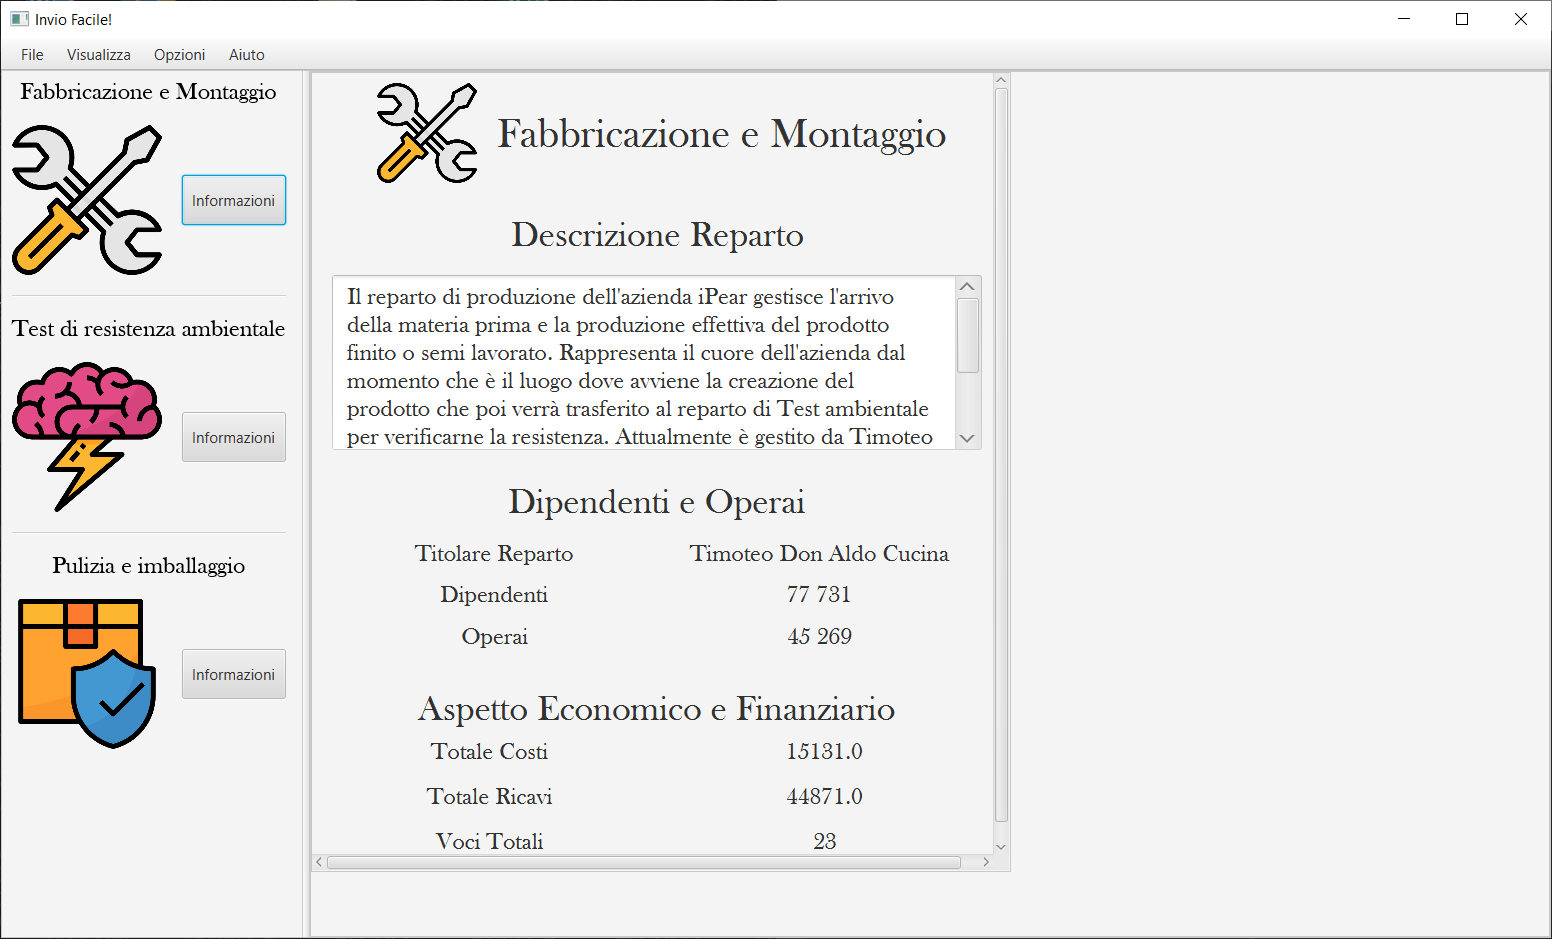 Invio Facile!
File Visualizza Opzioni Aiuto
Fabbricazione e Montaggio
Informazioni
Test di resistenza ambientale
Informazioni
Pulizia e imballaggio
Informazioni
Fabbricazione e Montaggio
Descrizione Reparto
Il reparto di produzione dell'azienda iPear gestisce l'arrivo
della materia prima e la produzione effettiva del prodotto
finito o semi lavorato. Rappresenta il cuore dell'azienda dal
momento che è il luogo dove avviene la creazione del
prodotto che poi verrà trasferito al reparto di Test ambientale
per verificarne la resistenza. Attualmente è gestito da Timoteo
Dipendenti e Operai
Titolare Reparto Timoteo Don Aldo Cucina
Dipendenti 77 731
Operai 45 269
Aspetto Economico e Finanziario
Totale Costi 15131.0
Totale Ricavi 44871.0
Voci Totali 23